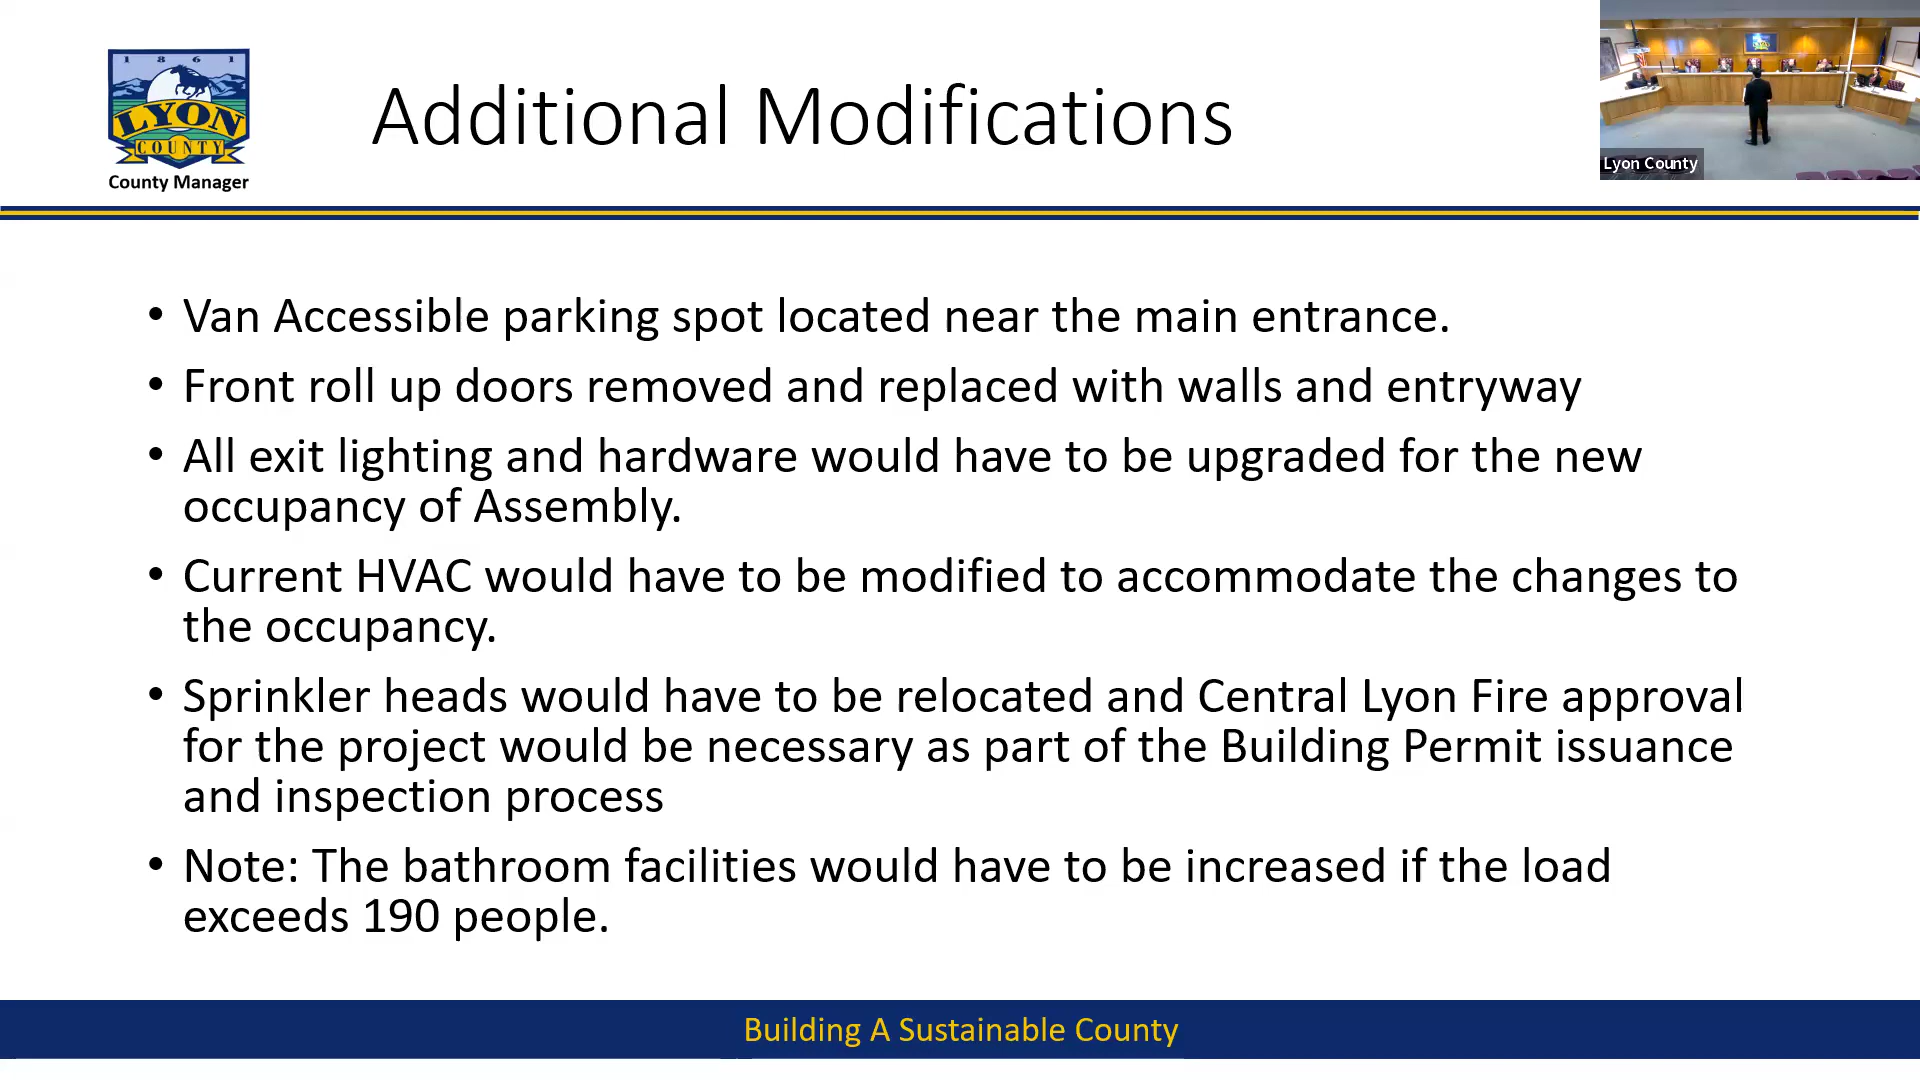 1861
LYON
COUNTY
County Manager
Additional Modifications
Lyon County
• Van Accessible parking spot located near the main entrance.
• Front roll up doors removed and replaced with walls and entryway
• All exit lighting and hardware would have to be upgraded for the new
occupancy of Assembly.
• Current HVAC would have to be modified to accommodate the changes to
the occupancy.
• Sprinkler heads would have to be relocated and Central Lyon Fire approval
for the project would be necessary as part of the Building Permit issuance
and inspection process
• Note: The bathroom facilities would have to be increased if the load
exceeds 190 people.
Building A Sustainable County